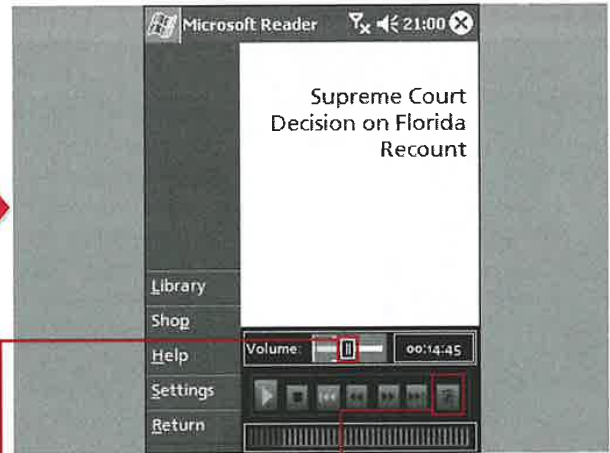 Microsoft Reader 21:00
Supreme Court
Decision on Florida
Recount
Library
Shop
Help
Settings
Return
Volume: 00:14:45